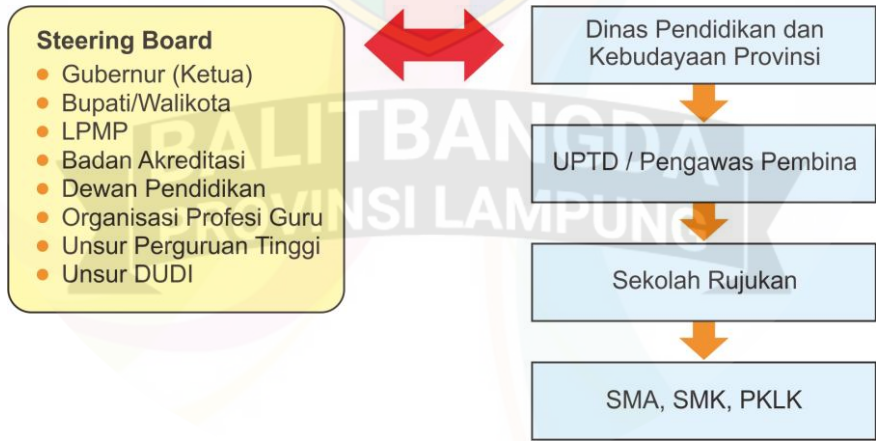 Steering Board
Gubernur (Ketua)
Bupati/Walikota
LPMP
Badan Akreditasi
Dewan Pendidikan
Organisasi Profesi Guru
Unsur Perguruan Tinggi
Unsur DUDI
Dinas Pendidikan dan
Kebudayaan Provinsi
UPTD / Pengawas Pembina
Sekolah Rujukan
SMA, SMK, PKLK
BALITBANGDA
PROVINSI LAMPUNG